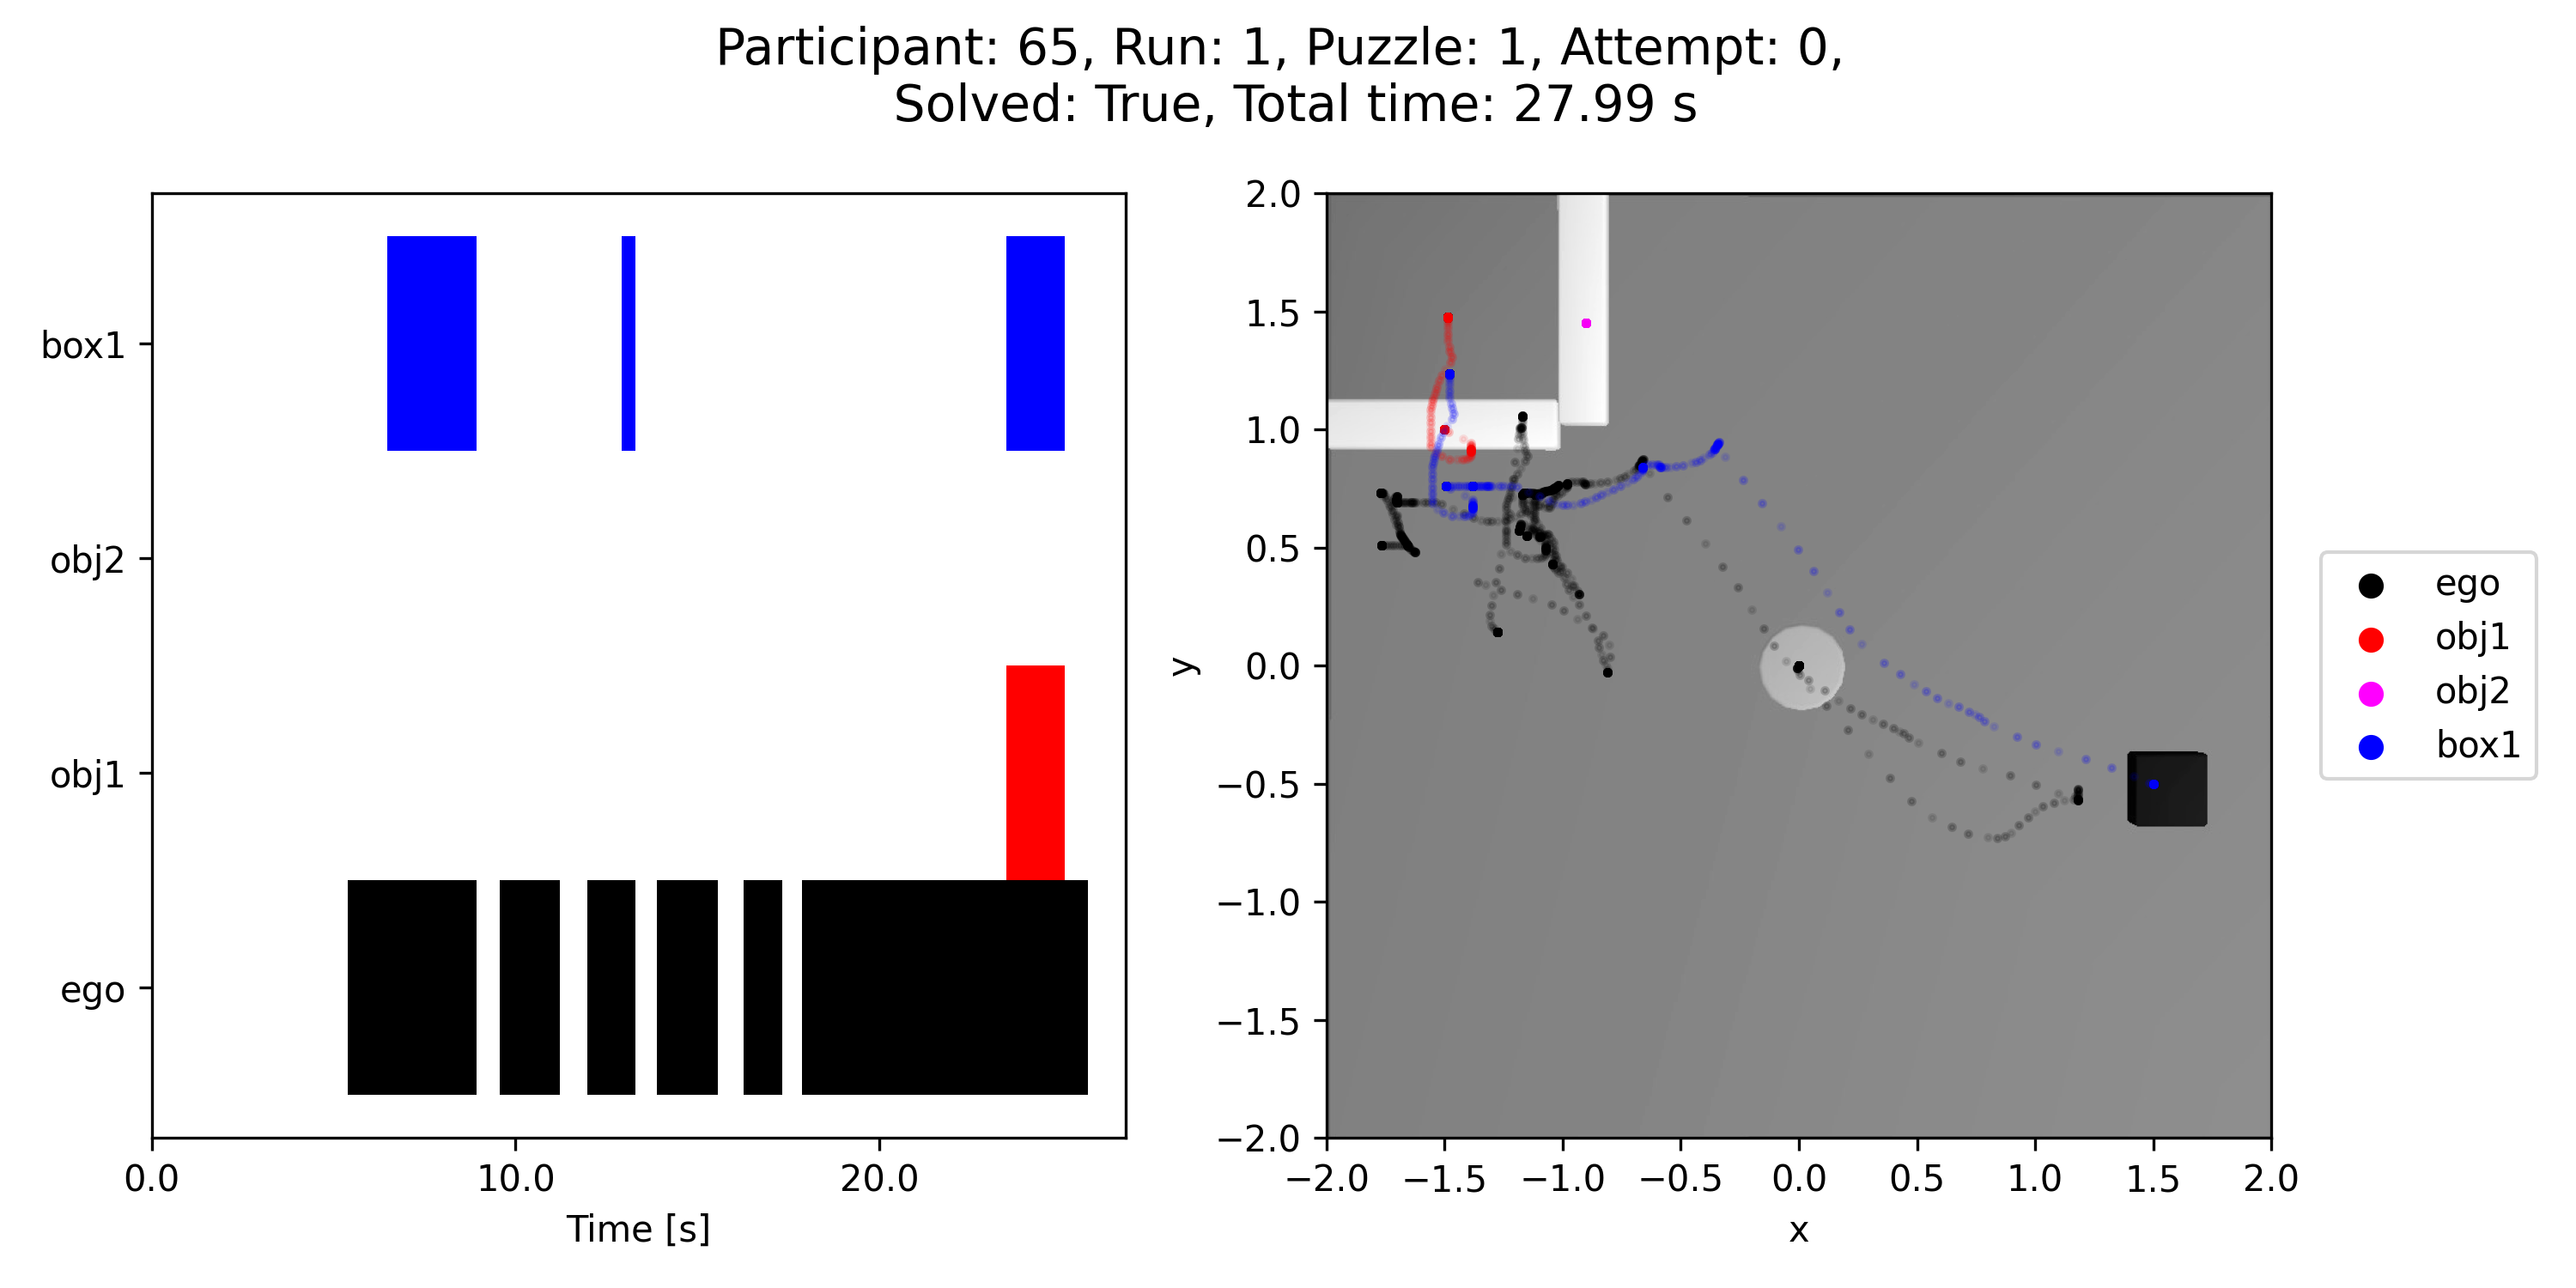 Participant: 65, Run: 1, Puzzle: 1, Attempt: 0,
Solved: True, Total time: 27.99 s
box1
obj2
obj1
ego
0.0 10.0 20.0
Time [s]
2.0
1.5
1.0
0.5
0.0
−0.5
−1.0
−1.5
−2.0
y
−2.0 −1.5 −1.0 −0.5 0.0 0.5 1.0 1.5 2.0
x
ego
obj1
obj2
box1